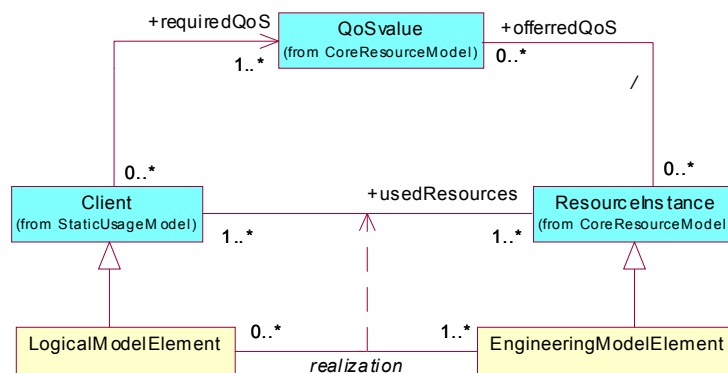 +requiredQoS
QoSvalue
(from CoreResourceModel)
+offerredQoS
1..*
0..*
/
0..*
0..*
Client
(from StaticUsageModel)
+usedResources
ResourceInstance
(from CoreResourceModel
1..*
1..*
LogicalModelElement
0..*
1..*
EngineeringModelElement
realization